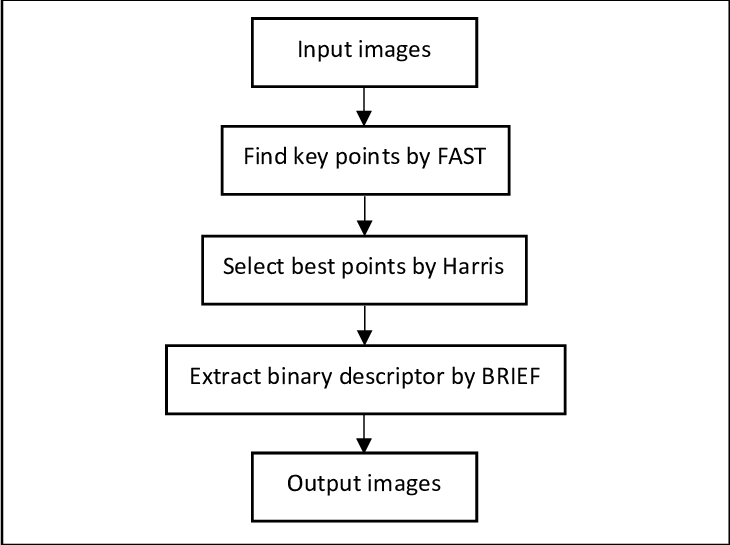 Input images
Find key points by FAST
Select best points by Harris
Extract binary descriptor by BRIEF
Output images